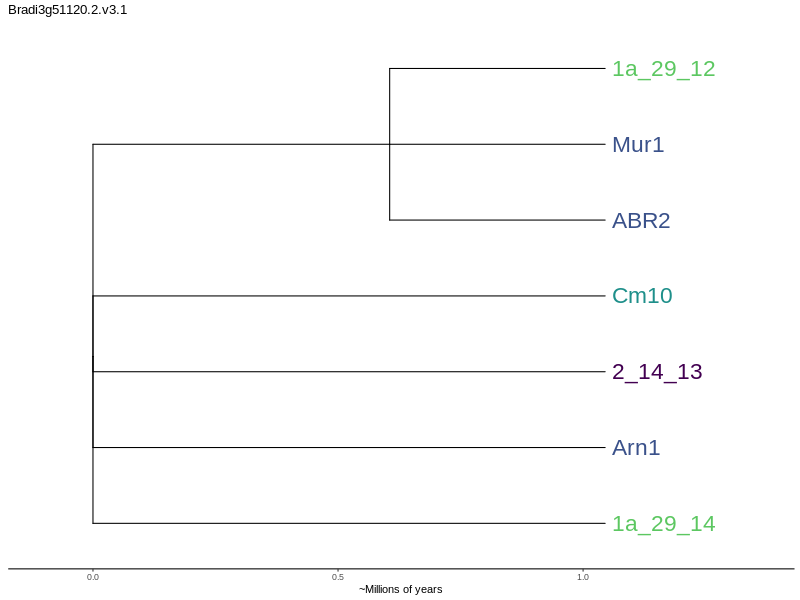 Bradi3g51120.2.v3.1
1a_29_12
Mur1
ABR2
Cm10
2_14_13
Arn1
1a_29_14
0.0 0.5 1.0
~Millions of years